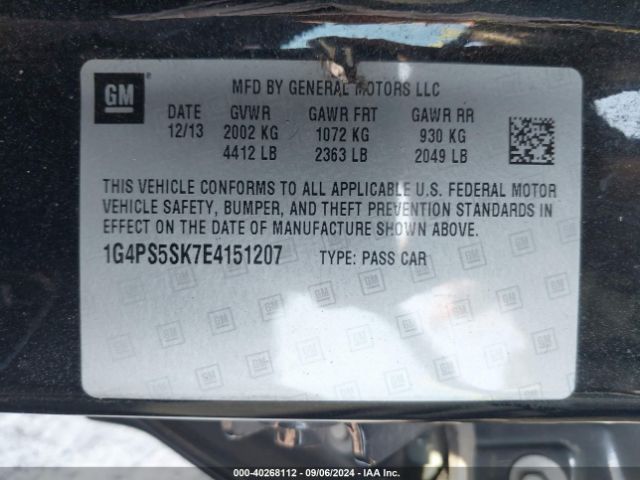 GM
MFD BY GENERAL MOTORS LLC
DATE GVWR GAWR FRT GAWR RR
12/13 2002 KG 1072 KG 930 KG
4412 LB 2363 LB 2049 LB
THIS VEHICLE CONFORMS TO ALL APPLICABLE U.S. FEDERAL MOTOR
VEHICLE SAFETY, BUMPER, AND THEFT PREVENTION STANDARDS IN
EFFECT ON THE DATE OF MANUFACTURE SHOWN ABOVE.
1G4PS5SK7E4151207 TYPE: PASS CAR
000-40268112 - 09/06/2024 - IAA Inc.